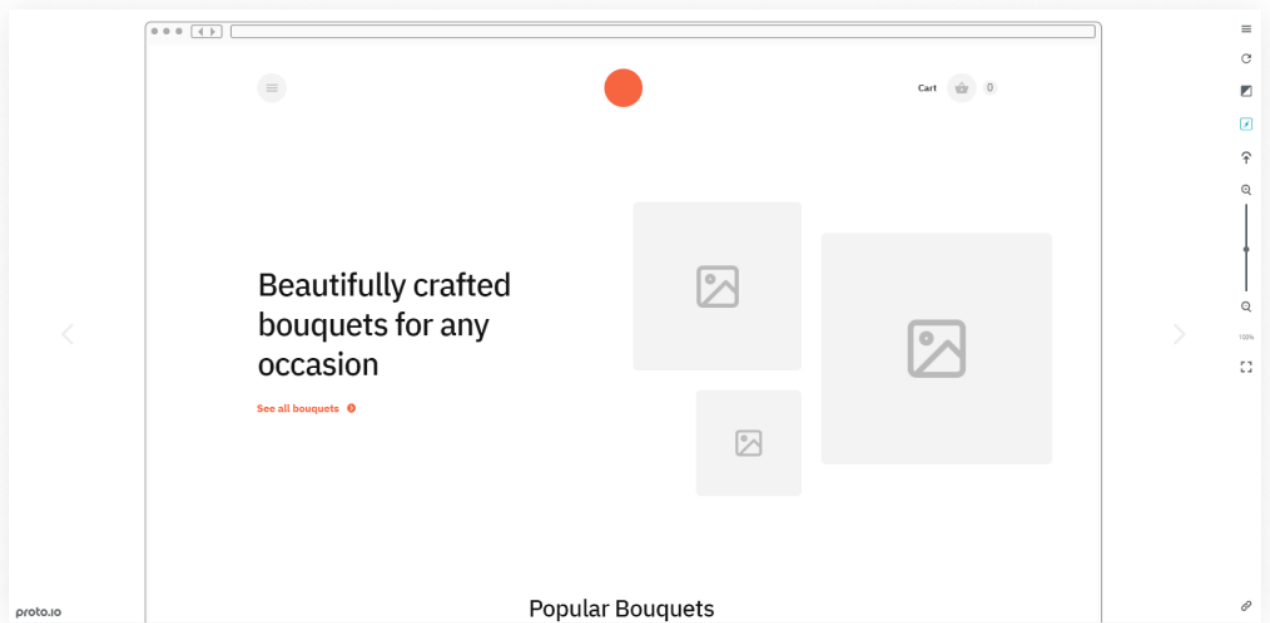 Cart 0
Beautifully crafted
bouquets for any
occasion
See all bouquets
Popular Bouquets
100%
proto.io